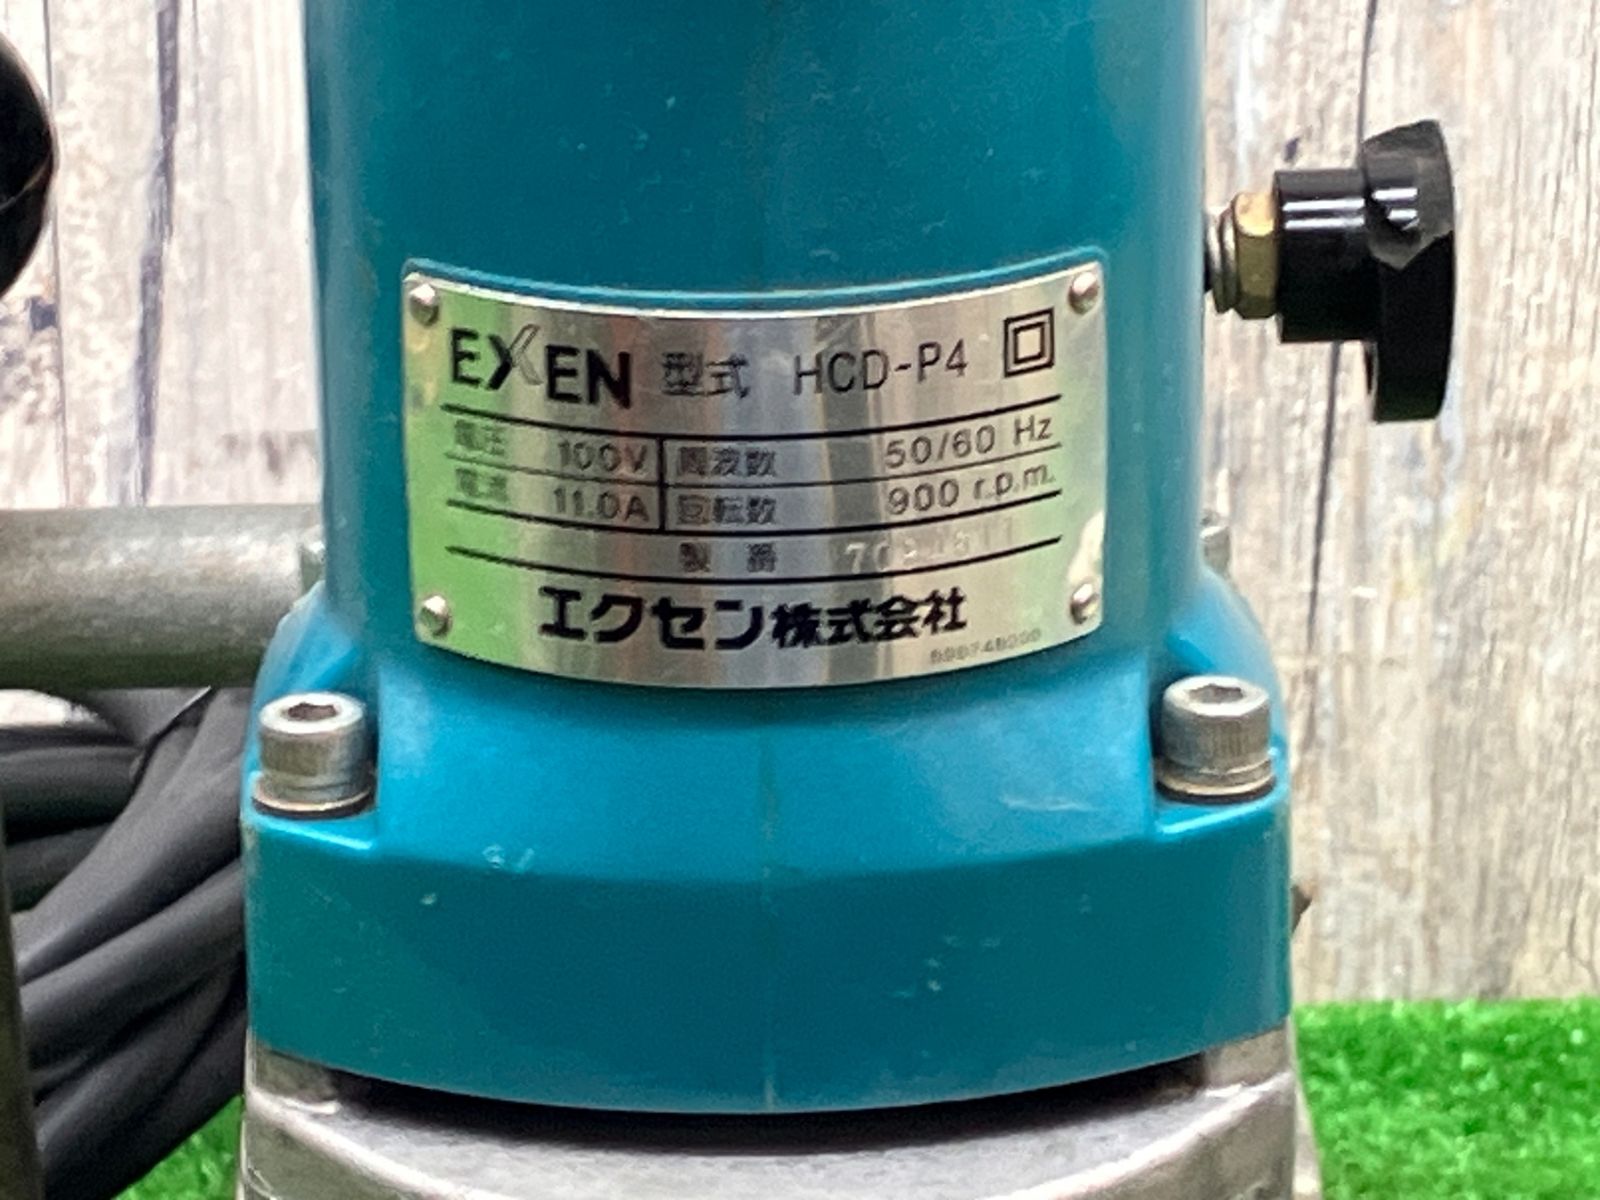 EXEN 型式 HCD-P4
電圧 100V 周波数 50/60 Hz
電流 11.0A 回転数 900 r.p.m.
製番
エクセン株式会社